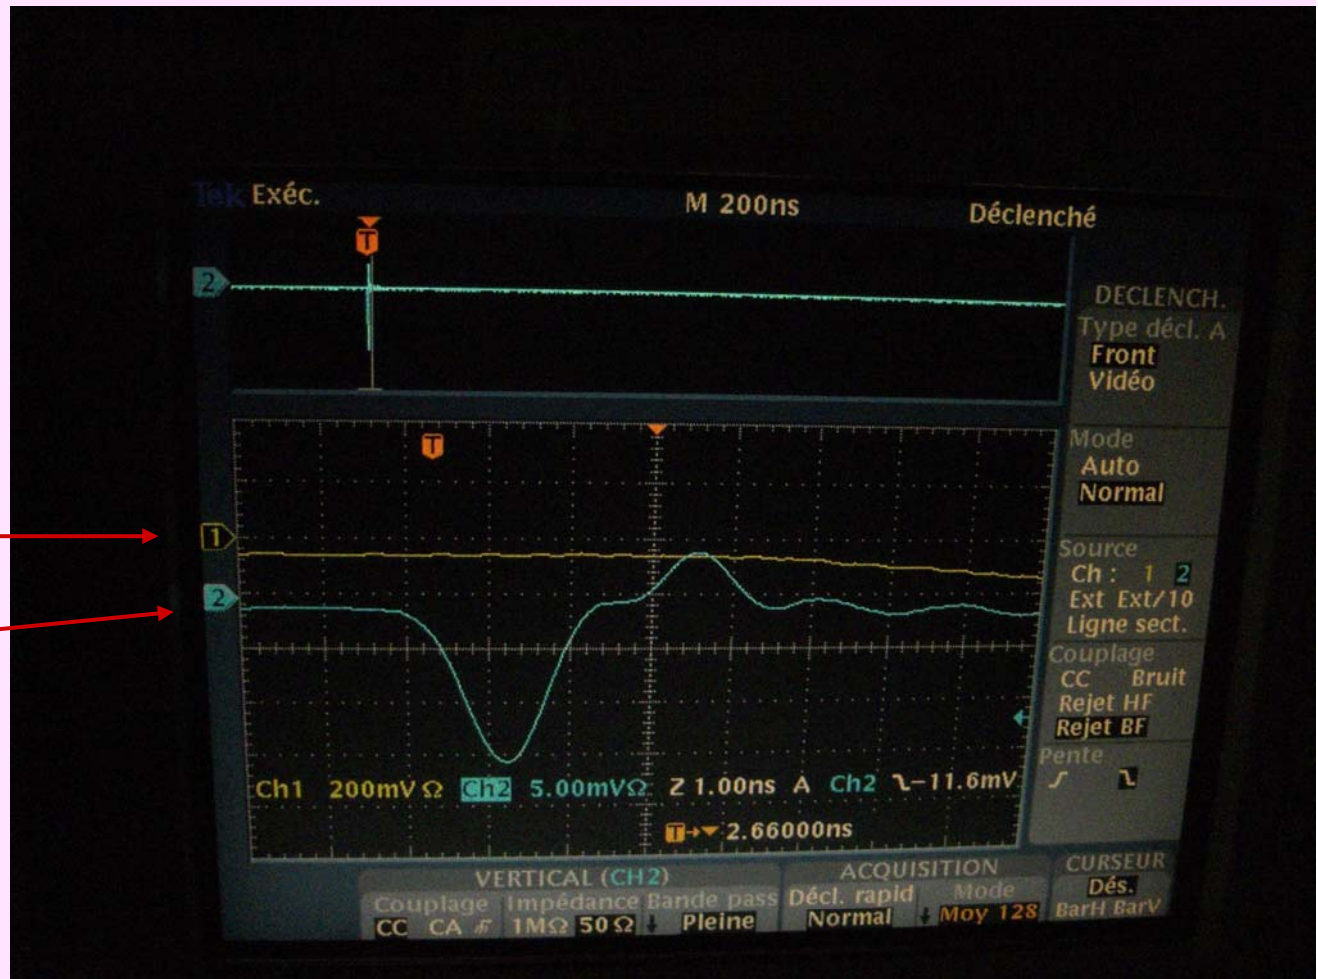 Tek Exéc.
M 200ns
Déclenché
T
2
DECLENCH.
Type décl. A
Front
Vidéo
Mode
Auto
Normal
T
1
2
Source
Ch : 1 2
Ext Ext/10
Ligne sect.
Couplage
CC Bruit
Rejet HF
Rejet BF
Pente
Ch1 200mVΩ Ch2 5.00mVΩ Z 1.00ns A Ch2 -11.6mV
T 2.66000ns
VERTICAL (CH2)
Couplage Impédance Bande pass
CC CA 1MΩ 50Ω Pleine
ACQUISITION
Décl. rapid Mode
Normal Moy 128
CURSEUR
Dés.
BarH BarV